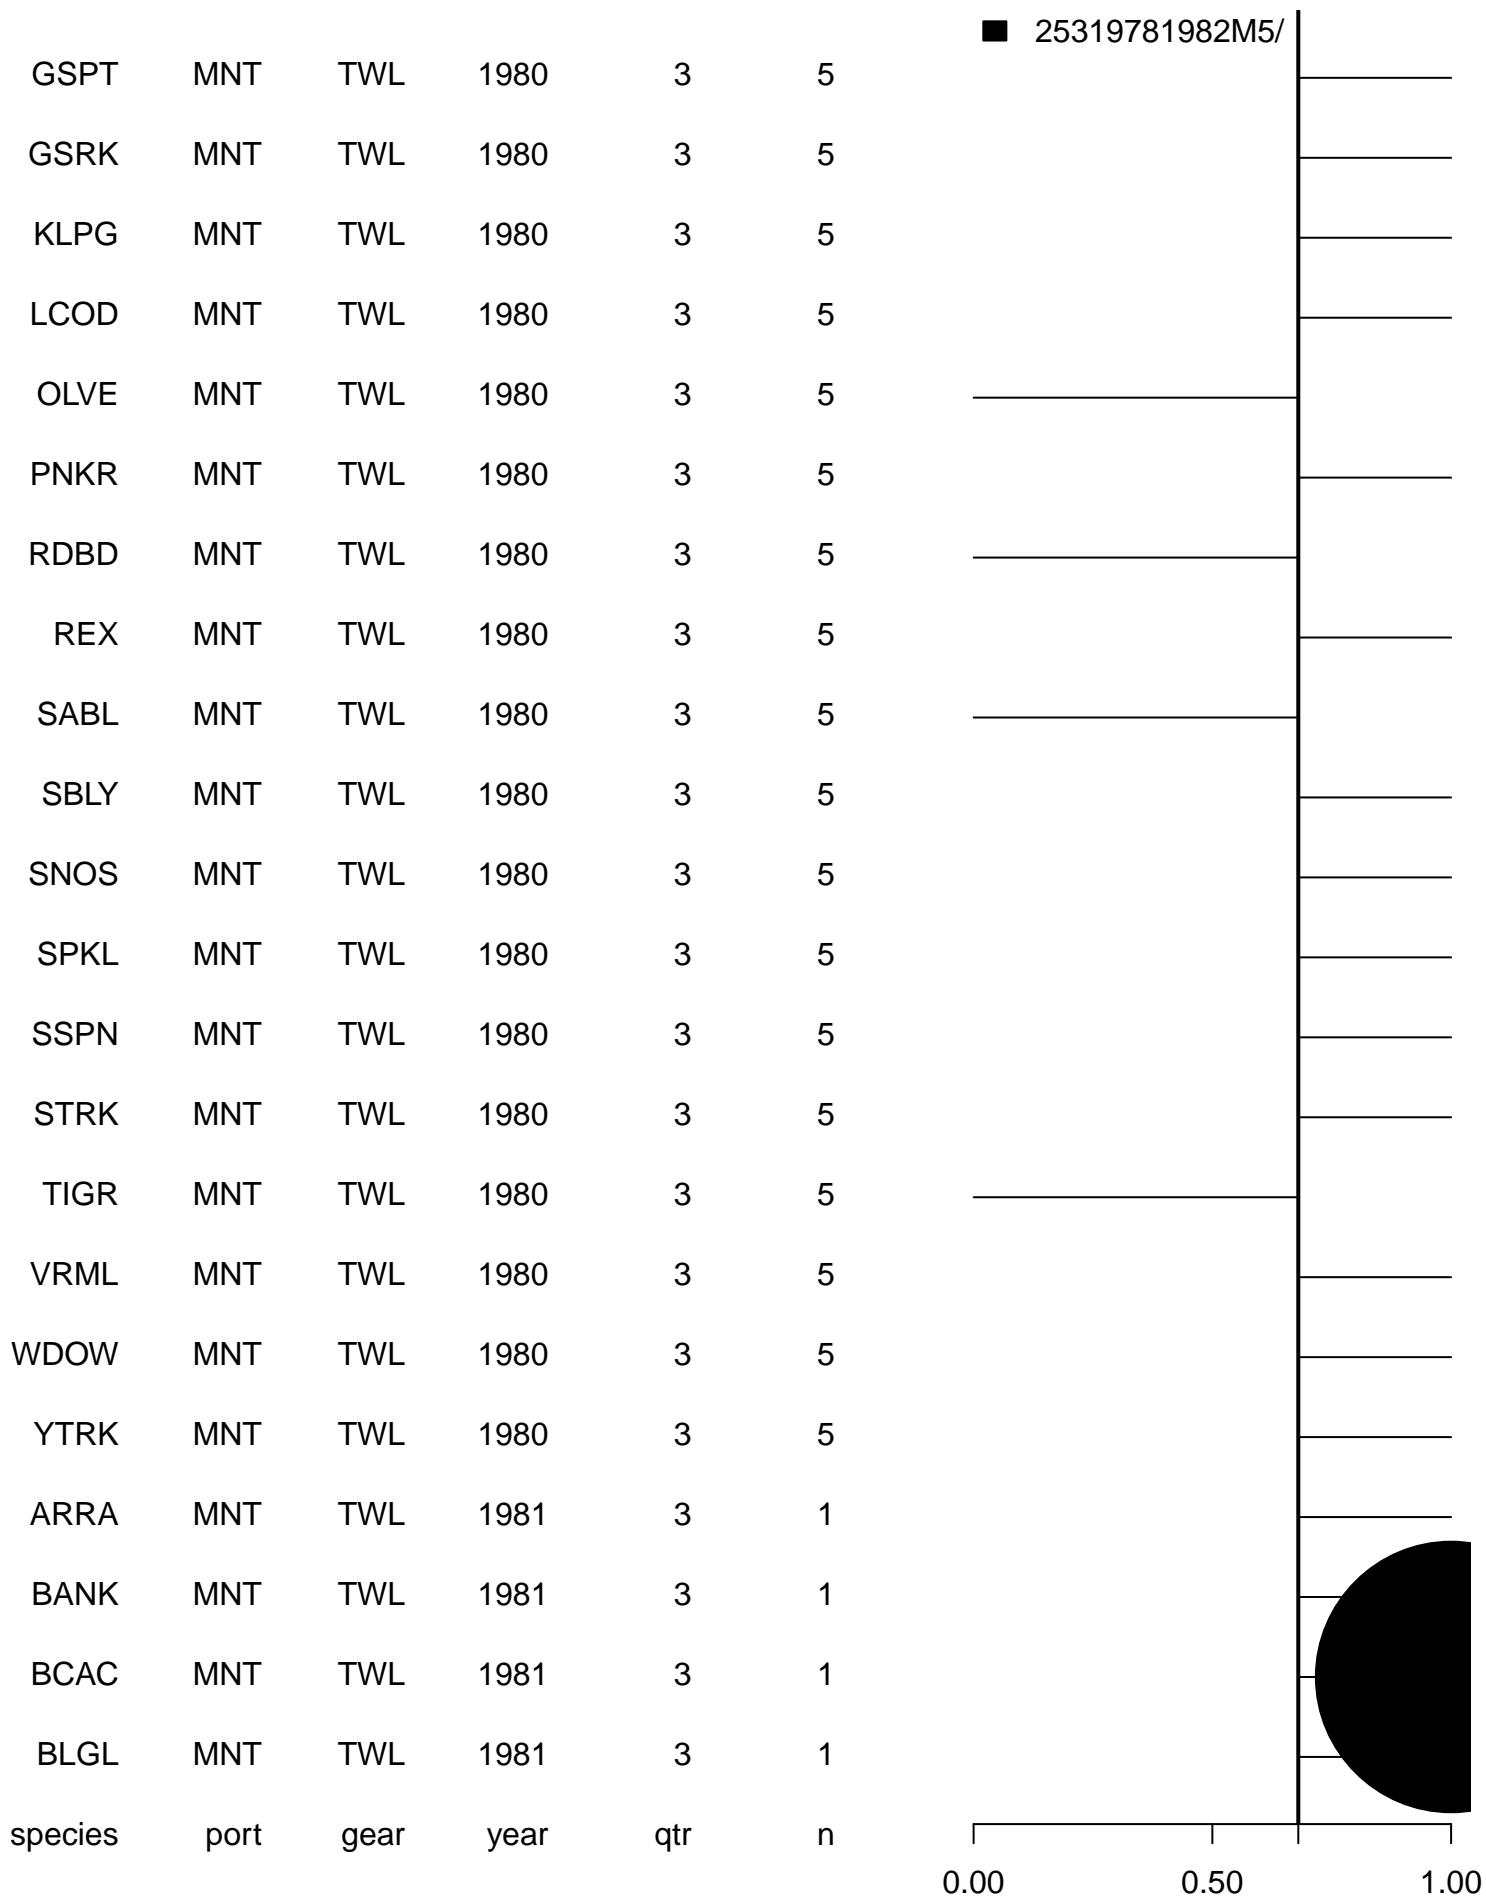 25319781982M5/
GSPT MNT TWL 1980 3 5
GSRK MNT TWL 1980 3 5
KLPG MNT TWL 1980 3 5
LCOD MNT TWL 1980 3 5
OLVE MNT TWL 1980 3 5
PNKR MNT TWL 1980 3 5
RDBD MNT TWL 1980 3 5
REX MNT TWL 1980 3 5
SABL MNT TWL 1980 3 5
SBLY MNT TWL 1980 3 5
SNOS MNT TWL 1980 3 5
SPKL MNT TWL 1980 3 5
SSPN MNT TWL 1980 3 5
STRK MNT TWL 1980 3 5
TIGR MNT TWL 1980 3 5
VRML MNT TWL 1980 3 5
WDOW MNT TWL 1980 3 5
YTRK MNT TWL 1980 3 5
ARRA MNT TWL 1981 3 1
BANK MNT TWL 1981 3 1
BCAC MNT TWL 1981 3 1
BLGL MNT TWL 1981 3 1
species port gear year qtr n
0.00 0.50 1.00